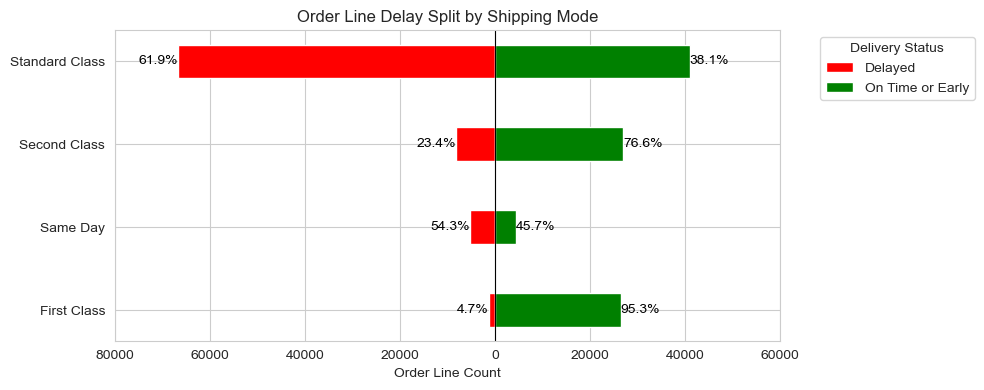 Order Line Delay Split by Shipping Mode
Delivery Status
Delayed
On Time or Early
Standard Class
61.9%
38.1%
Second Class
23.4%
76.6%
Same Day
54.3%
45.7%
First Class
4.7%
95.3%
80000 60000 40000 20000 0 20000 40000 60000
Order Line Count